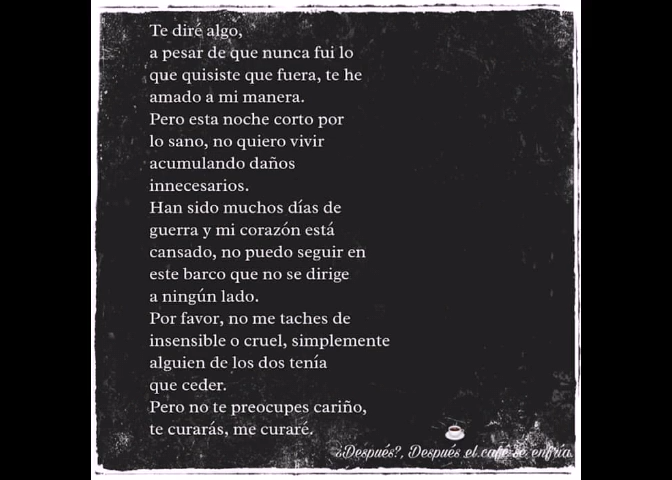 Te diré algo,
a pesar de que nunca fui lo
que quisiste que fuera, te he
amado a mi manera.
Pero esta noche corto por
lo sano, no quiero vivir
acumulando daños
innecesarios.
Han sido muchos días de
guerra y mi corazón está
cansado, no puedo seguir en
este barco que no se dirige
a ningún lado.
Por favor, no me taches de
insensible o cruel, simplemente
alguien de los dos tenía
que ceder.
Pero no te preocupes cariño,
te curarás, me curaré.
¿Después?, Después el café se enfría.